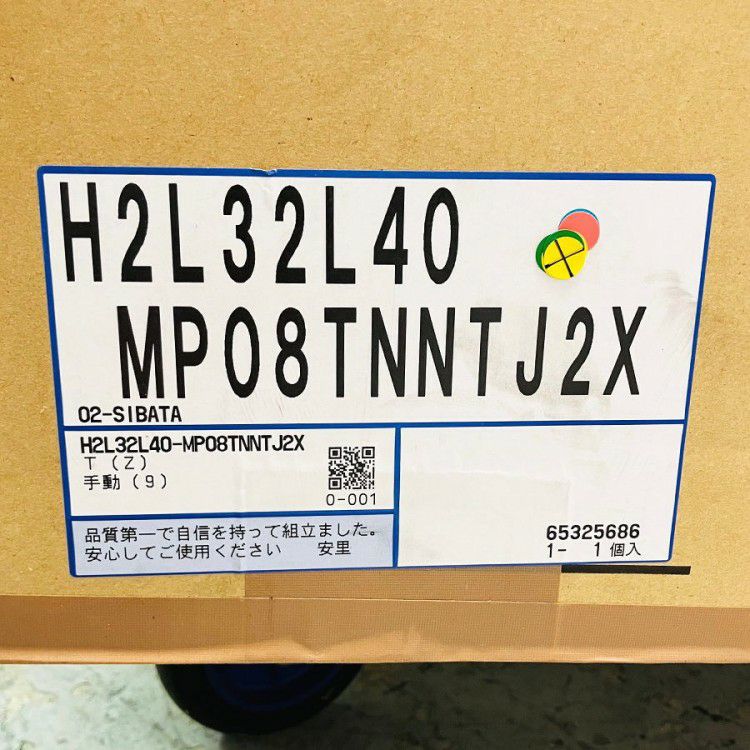 H2L32L40
MP08TNNTJ2X
02-SIBATA
H2L32L40-MP08TNNTJ2X
T (Z)
手動(9)
0-001
品質第一で自信を持って組立ました。
安心してご使用ください 安里
65325686
1- 1個入